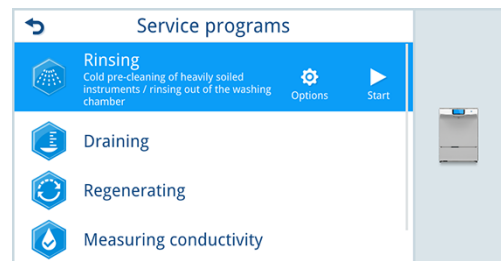 Service programs
Rinsing
Cold pre-cleaning of heavily soiled
instruments / rinsing out of the washing
chamber
Options
Start
Draining
Regenerating
Measuring conductivity